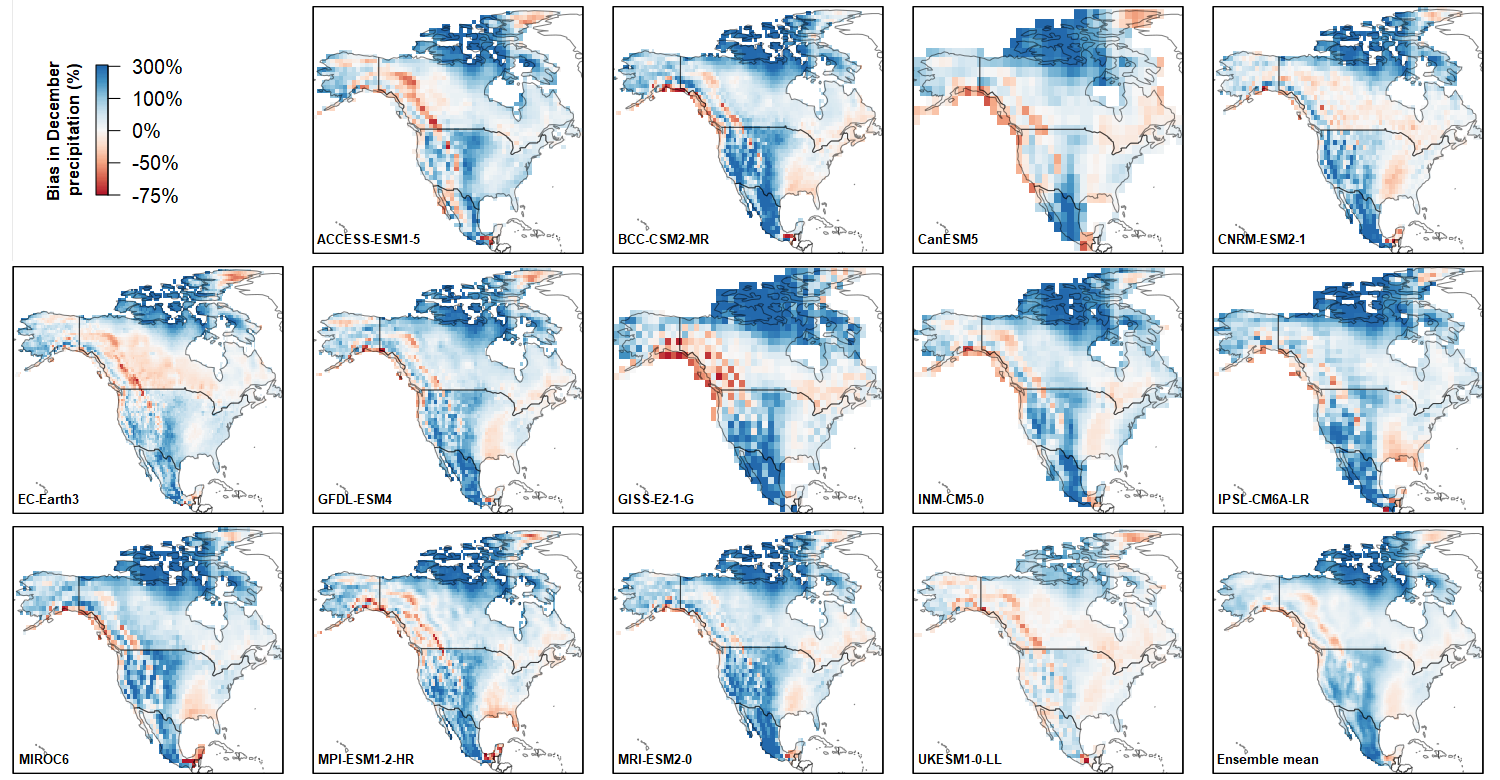 Bias in December
precipitation (%)
300%
100%
0%
-50%
-75%
ACCESS-ESM1-5
BCC-CSM2-MR
CanESM5
CNRM-ESM2-1
EC-Earth3
GFDL-ESM4
GISS-E2-1-G
INM-CM5-0
IPSL-CM6A-LR
MIROC6
MPI-ESM1-2-HR
MRI-ESM2-0
UKESM1-0-LL
Ensemble mean